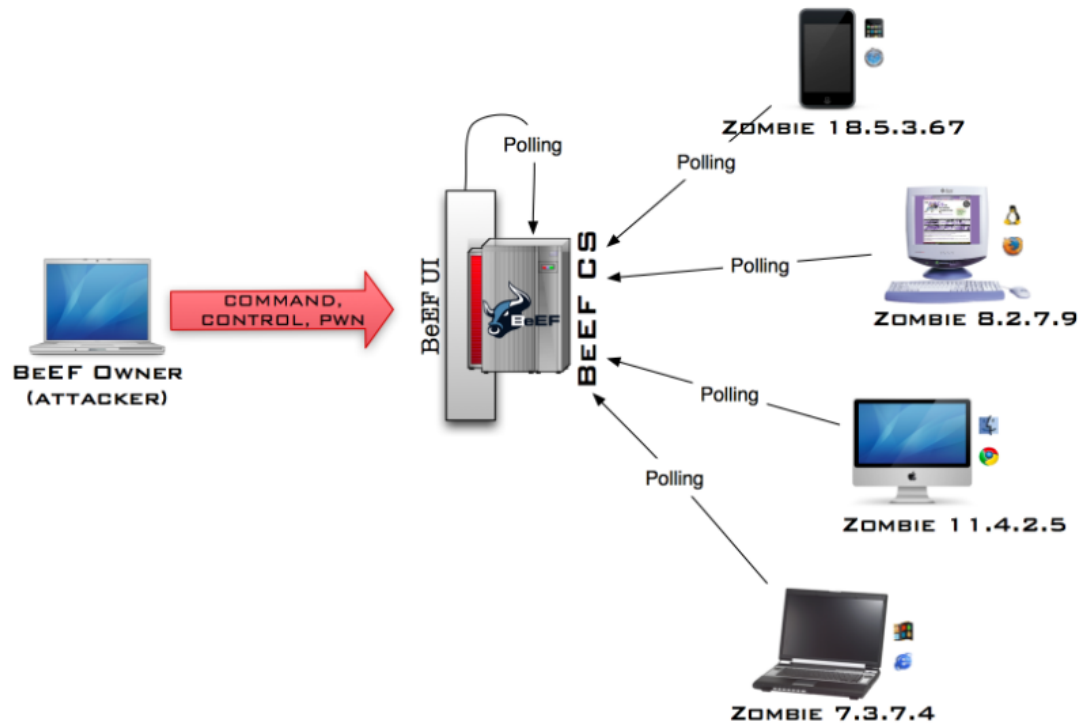 Polling
ZOMBIE 18.5.3.67
Polling
Polling
ZOMBIE 8.2.7.9
BeEF UI
BeEF
BEEF CS
COMMAND,
CONTROL, PWN
BEEF OWNER
(ATTACKER)
Polling
ZOMBIE 11.4.2.5
Polling
ZOMBIE 7.3.7.4